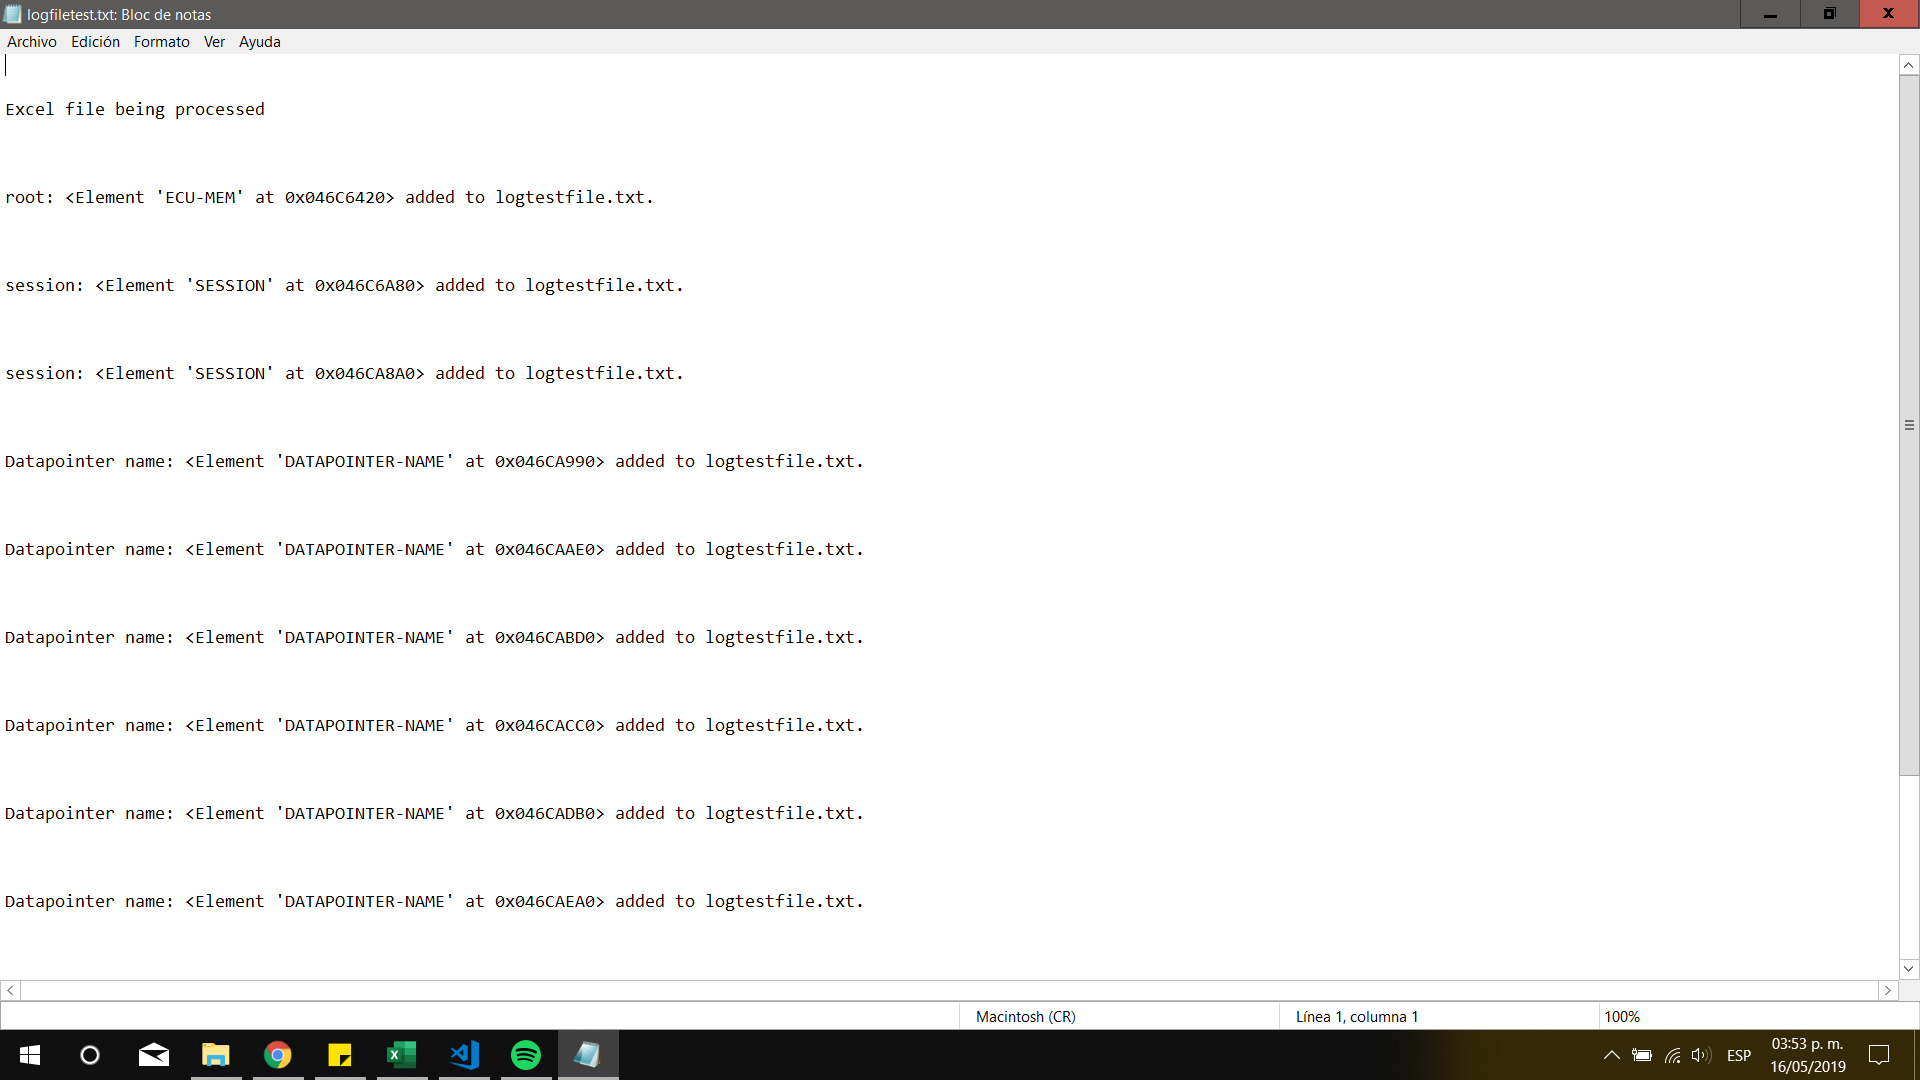 logfiletest.txt: Bloc de notas
Archivo Edición Formato Ver Ayuda
Excel file being processed
root: <Element 'ECU-MEM' at 0x046C6420> added to logtestfile.txt.
session: <Element 'SESSION' at 0x046C6A80> added to logtestfile.txt.
session: <Element 'SESSION' at 0x046CA8A0> added to logtestfile.txt.
Datapointer name: <Element 'DATAPOINTER-NAME' at 0x046CA990> added to logtestfile.txt.
Datapointer name: <Element 'DATAPOINTER-NAME' at 0x046CAAE0> added to logtestfile.txt.
Datapointer name: <Element 'DATAPOINTER-NAME' at 0x046CABD0> added to logtestfile.txt.
Datapointer name: <Element 'DATAPOINTER-NAME' at 0x046CACC0> added to logtestfile.txt.
Datapointer name: <Element 'DATAPOINTER-NAME' at 0x046CADB0> added to logtestfile.txt.
Datapointer name: <Element 'DATAPOINTER-NAME' at 0x046CAEA0> added to logtestfile.txt.
Macintosh (CR) Línea 1, columna 1 100%
ESP 03:53 p. m.
16/05/2019